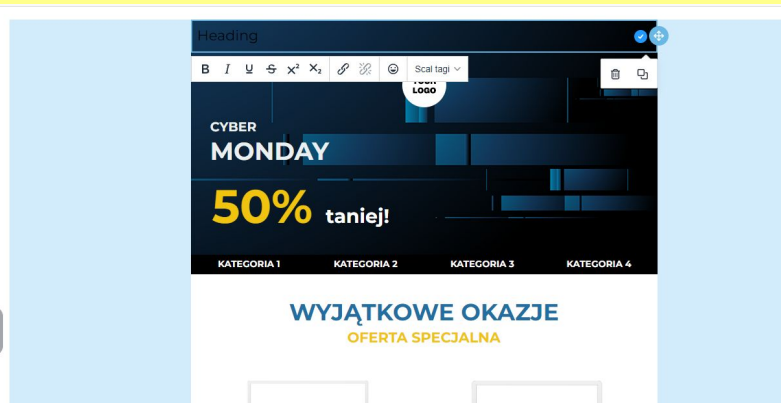 Heading
B I U S X² X₂ Scal tagi
YOUR
LOGO
CYBER
MONDAY
50% taniej!
KATEGORIA 1 KATEGORIA 2 KATEGORIA 3 KATEGORIA 4
WYJĄTKOWE OKAZJE
OFERTA SPECJALNA